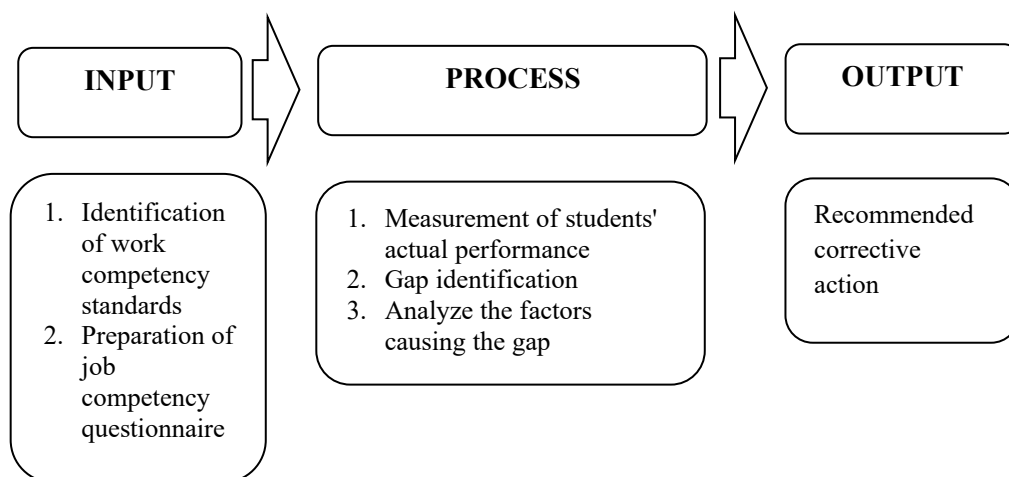 INPUT
PROCESS
OUTPUT
1. Identification
of work
competency
standards
2. Preparation of
job
competency
questionnaire
1. Measurement of students'
actual performance
2. Gap identification
3. Analyze the factors
causing the gap
Recommended
corrective
action